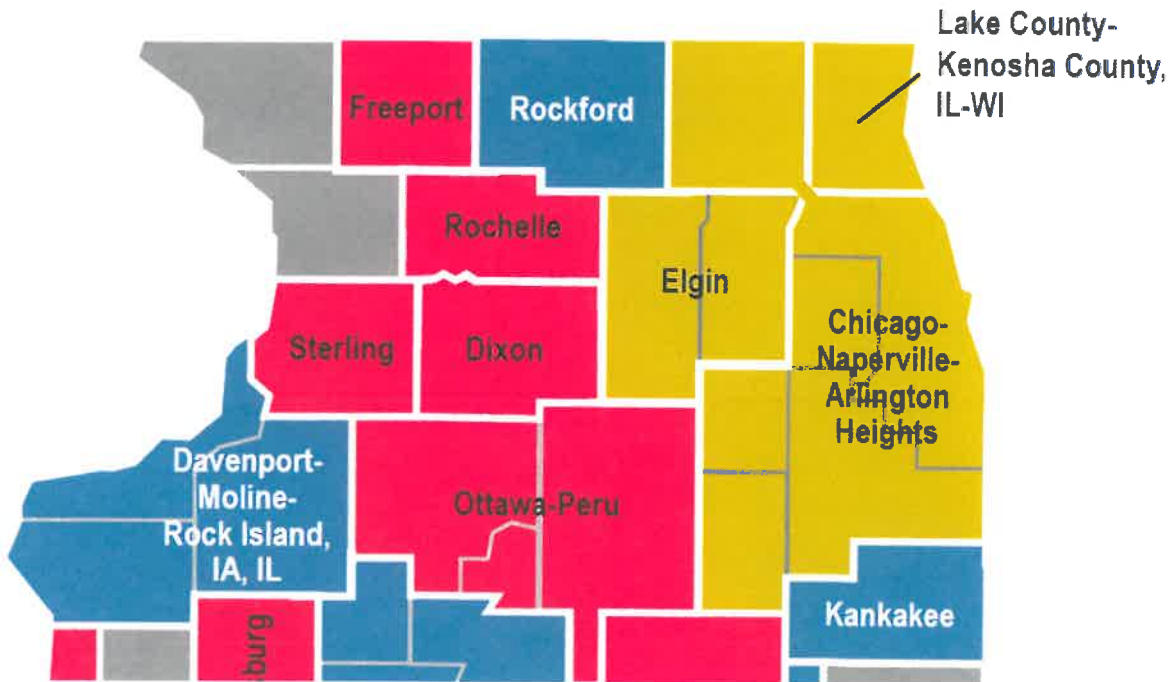 Lake County-
Kenosha County,
IL-WI
Freeport
Rockford
Rochelle
Elgin
Sterling
Dixon
Chicago-
Naperville-
Arlington
Heights
Davenport-
Moline-
Rock Island,
IA, IL
Ottawa-Peru
Kankakee
burg